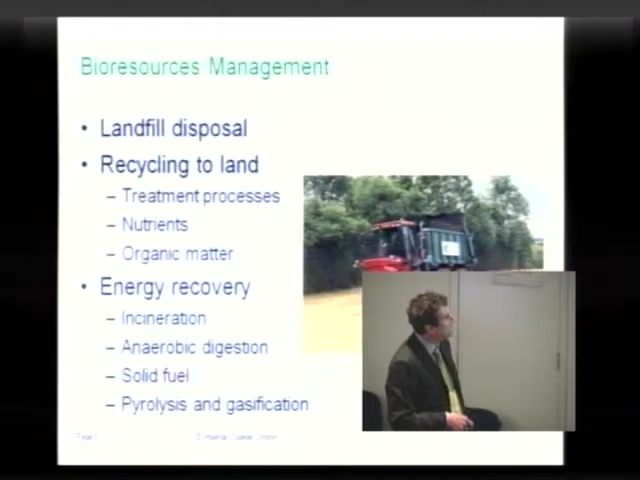 Bioresources Management
• Landfill disposal
• Recycling to land
– Treatment processes
– Nutrients
– Organic matter
• Energy recovery
– Incineration
– Anaerobic digestion
– Solid fuel
– Pyrolysis and gasification